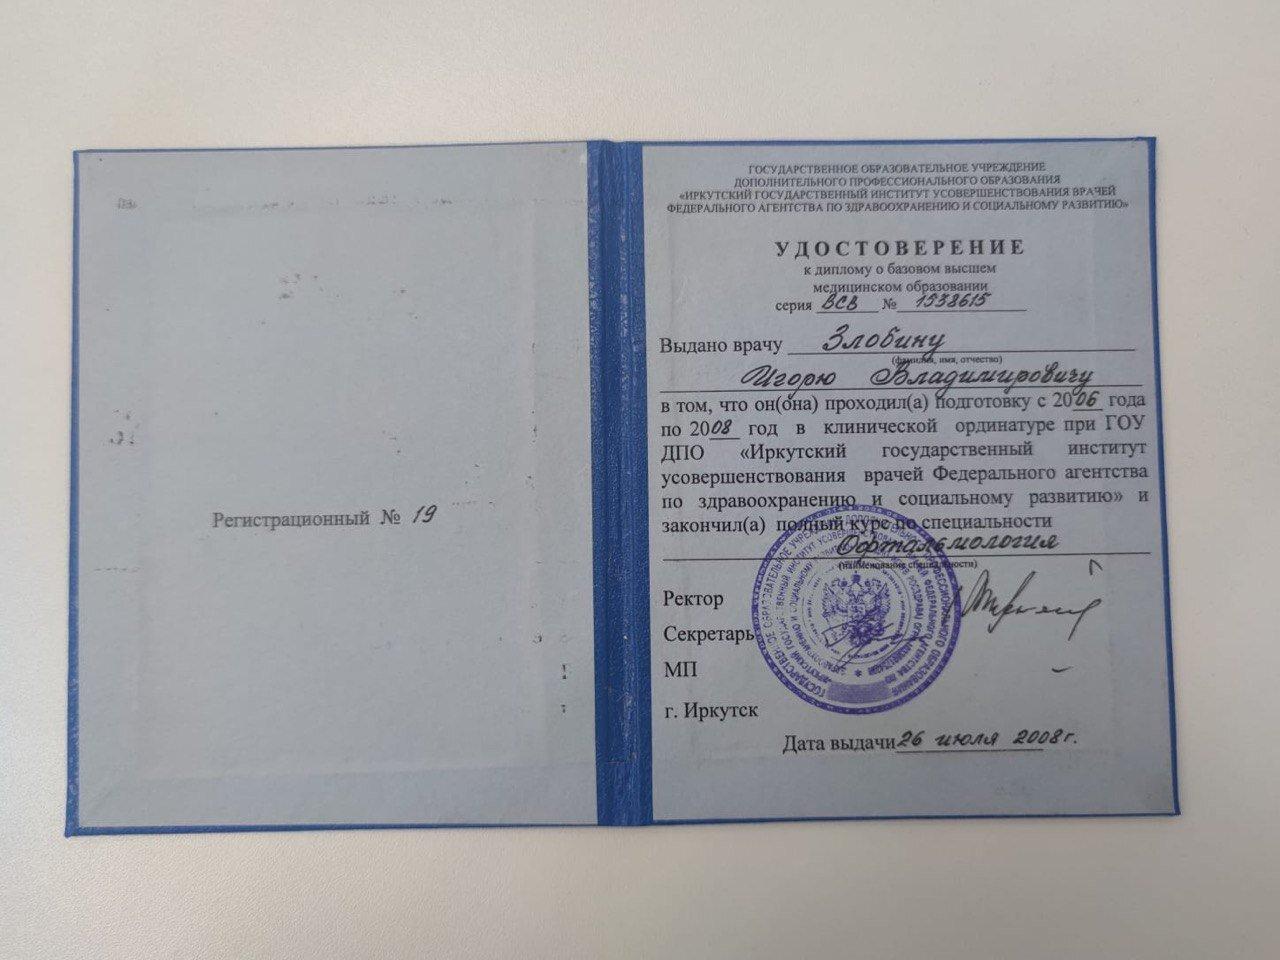 Регистрационный № 19
ГОСУДАРСТВЕННОЕ ОБРАЗОВАТЕЛЬНОЕ УЧРЕЖДЕНИЕ
ДОПОЛНИТЕЛЬНОГО ПРОФЕССИОНАЛЬНОГО ОБРАЗОВАНИЯ
«ИРКУТСКИЙ ГОСУДАРСТВЕННЫЙ ИНСТИТУТ УСОВЕРШЕНСТВОВАНИЯ ВРАЧЕЙ
ФЕДЕРАЛЬНОГО АГЕНТСТВА ПО ЗДРАВООХРАНЕНИЮ И СОЦИАЛЬНОМУ РАЗВИТИЮ»
УДОСТОВЕРЕНИЕ
к диплому о базовом высшем
медицинском образовании
серия ВСВ № 1538615
Выдано врачу Злобину
(фамилия, имя, отчество)
Игорю Владимировичу
в том, что он(она) проходил(а) подготовку с 2006 года
по 2008 год в клинической ординатуре при ГОУ
ДПО «Иркутский государственный институт
усовершенствования врачей Федерального агентства
по здравоохранению и социальному развитию» и
закончил(а) полный курс по специальности
Офтальмология
(наименование специальности)
Ректор
Секретарь
МП
г. Иркутск
Дата выдачи 26 июля 2008 г.